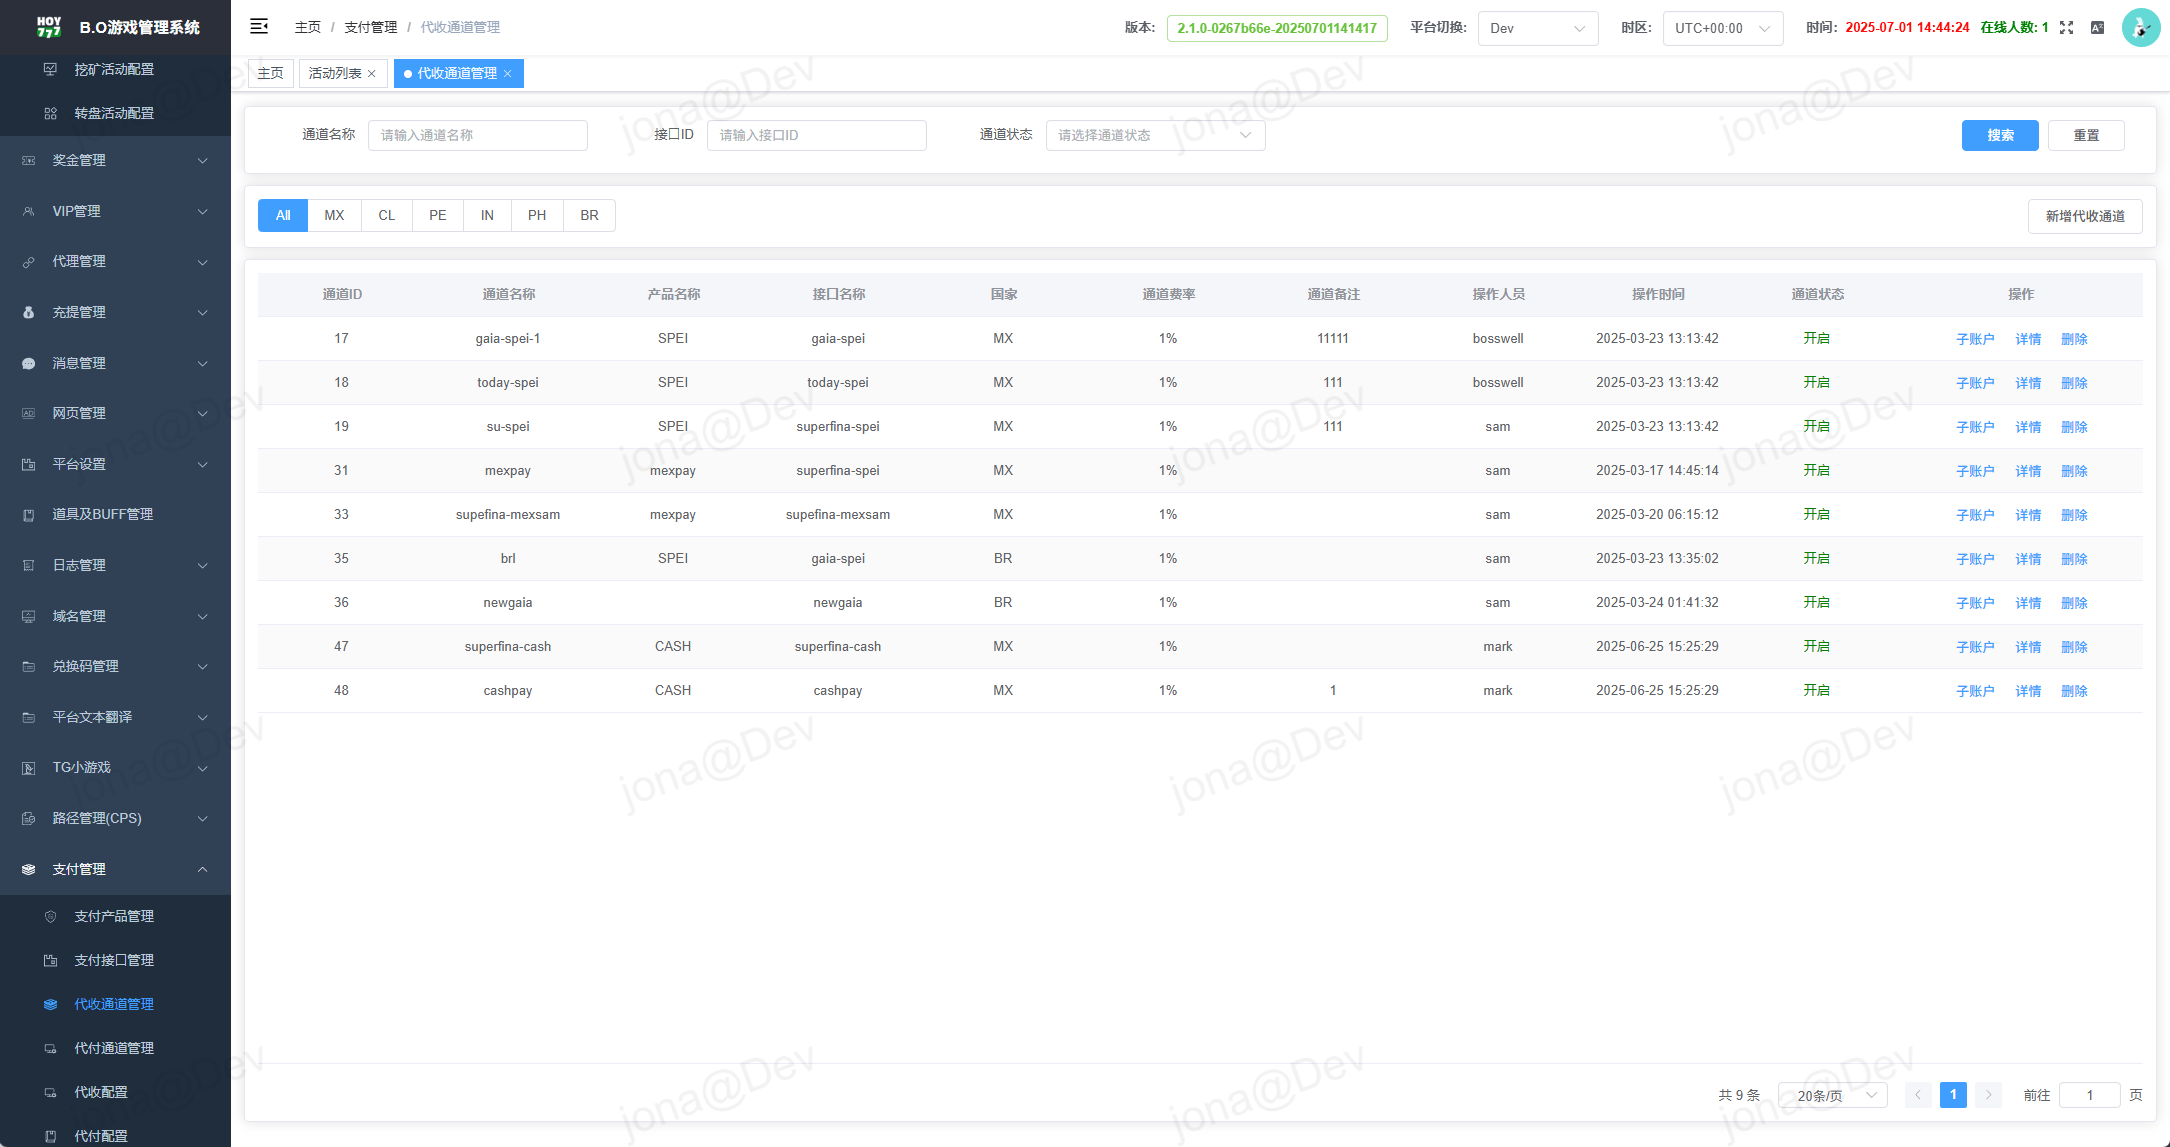 HOY 777 B.O游戏管理系统
挖矿活动配置
转盘活动配置
奖金管理
VIP管理
代理管理
充提管理
消息管理
网页管理
平台设置
道具及BUFF管理
日志管理
域名管理
兑换码管理
平台文本翻译
TG小游戏
路径管理(CPS)
支付管理
支付产品管理
支付接口管理
代收通道管理
代付通道管理
代收配置
代付配置
主页 / 支付管理 / 代收通道管理
版本: 2.1.0-0267b66e-20250701141417 平台切换: Dev 时区: UTC+00:00 时间: 2025-07-01 14:44:24 在线人数: 1
主页 活动列表 × 代收通道管理 ×
通道名称 请输入通道名称 接口ID 请输入接口ID 通道状态 请选择通道状态 搜索 重置
All MX CL PE IN PH BR 新增代收通道
通道ID 通道名称 产品名称 接口名称 国家 通道费率 通道备注 操作人员 操作时间 通道状态 操作
17 gaia-spei-1 SPEI gaia-spei MX 1% 11111 bosswell 2025-03-23 13:13:42 开启 子账户 详情 删除
18 today-spei SPEI today-spei MX 1% 111 bosswell 2025-03-23 13:13:42 开启 子账户 详情 删除
19 su-spei SPEI superfina-spei MX 1% 111 sam 2025-03-23 13:13:42 开启 子账户 详情 删除
31 mexpay mexpay superfina-spei MX 1% sam 2025-03-17 14:45:14 开启 子账户 详情 删除
33 supefina-mexsam mexpay supefina-mexsam MX 1% sam 2025-03-20 06:15:12 开启 子账户 详情 删除
35 brl SPEI gaia-spei BR 1% sam 2025-03-23 13:35:02 开启 子账户 详情 删除
36 newgaia newgaia BR 1% sam 2025-03-24 01:41:32 开启 子账户 详情 删除
47 superfina-cash CASH superfina-cash MX 1% mark 2025-06-25 15:25:29 开启 子账户 详情 删除
48 cashpay CASH cashpay MX 1% 1 mark 2025-06-25 15:25:29 开启 子账户 详情 删除
共 9 条 20条/页 1 前往 1 页
jona@Dev